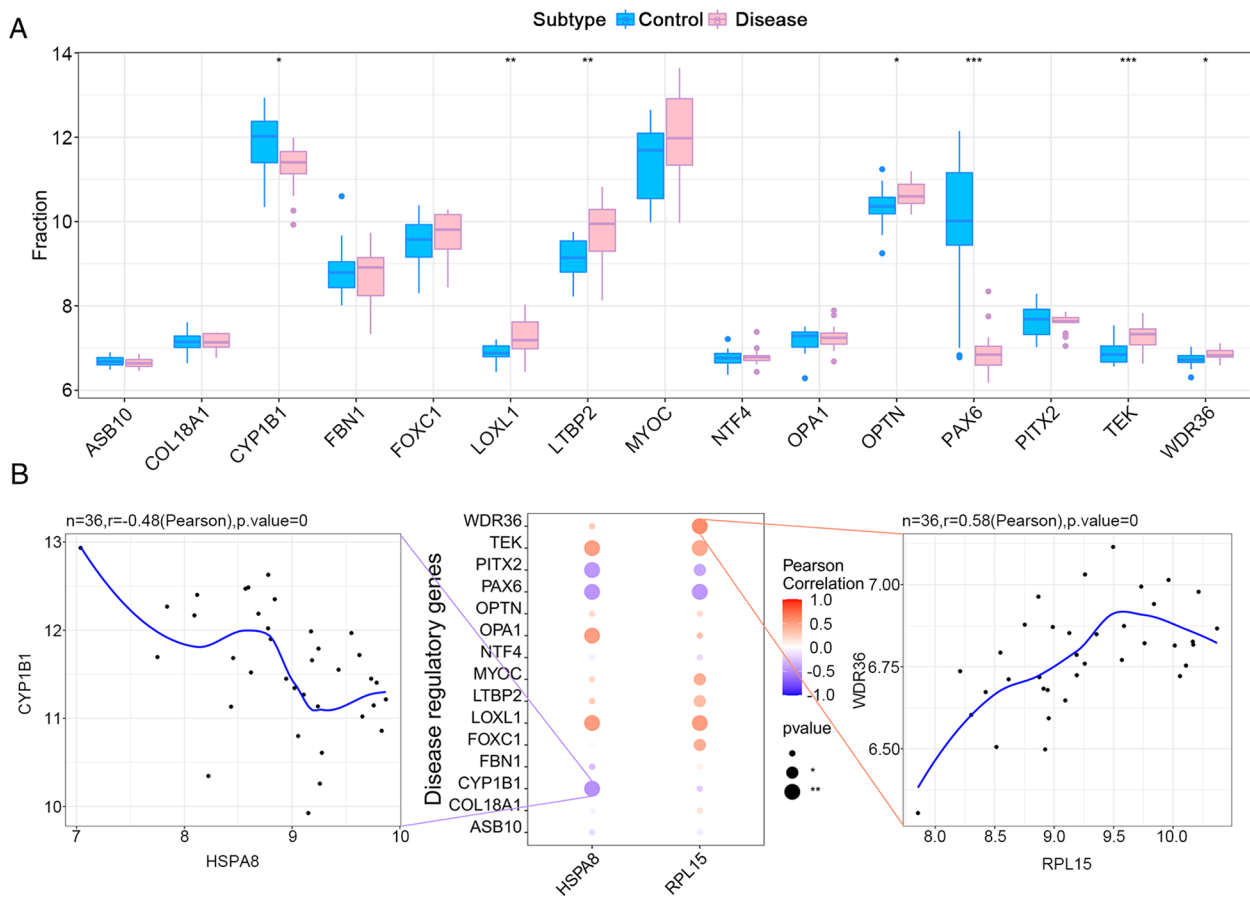 A
Subtype Control Disease
Fraction
14
12
10
8
6
* ** ** * *** *** *
ASB10 COL18A1 CYP1B1 FBN1 FOXC1 LOXL1 LTBP2 MYOC NTF4 OPA1 OPTN PAX6 PITX2 TEK WDR36
B
n=36,r=-0.48(Pearson),p.value=0
CYP1B1
13
12
11
10
7 8 9 10
HSPA8
Disease regulatory genes
WDR36
TEK
PITX2
PAX6
OPTN
OPA1
NTF4
MYOC
LTBP2
LOXL1
FOXC1
FBN1
CYP1B1
COL18A1
ASB10
HSPA8 RPL15
Pearson
Correlation
1.0
0.5
0.0
-0.5
-1.0
pvalue
*
**
n=36,r=0.58(Pearson),p.value=0
WDR36
7.00
6.75
6.50
8.0 8.5 9.0 9.5 10.0
RPL15